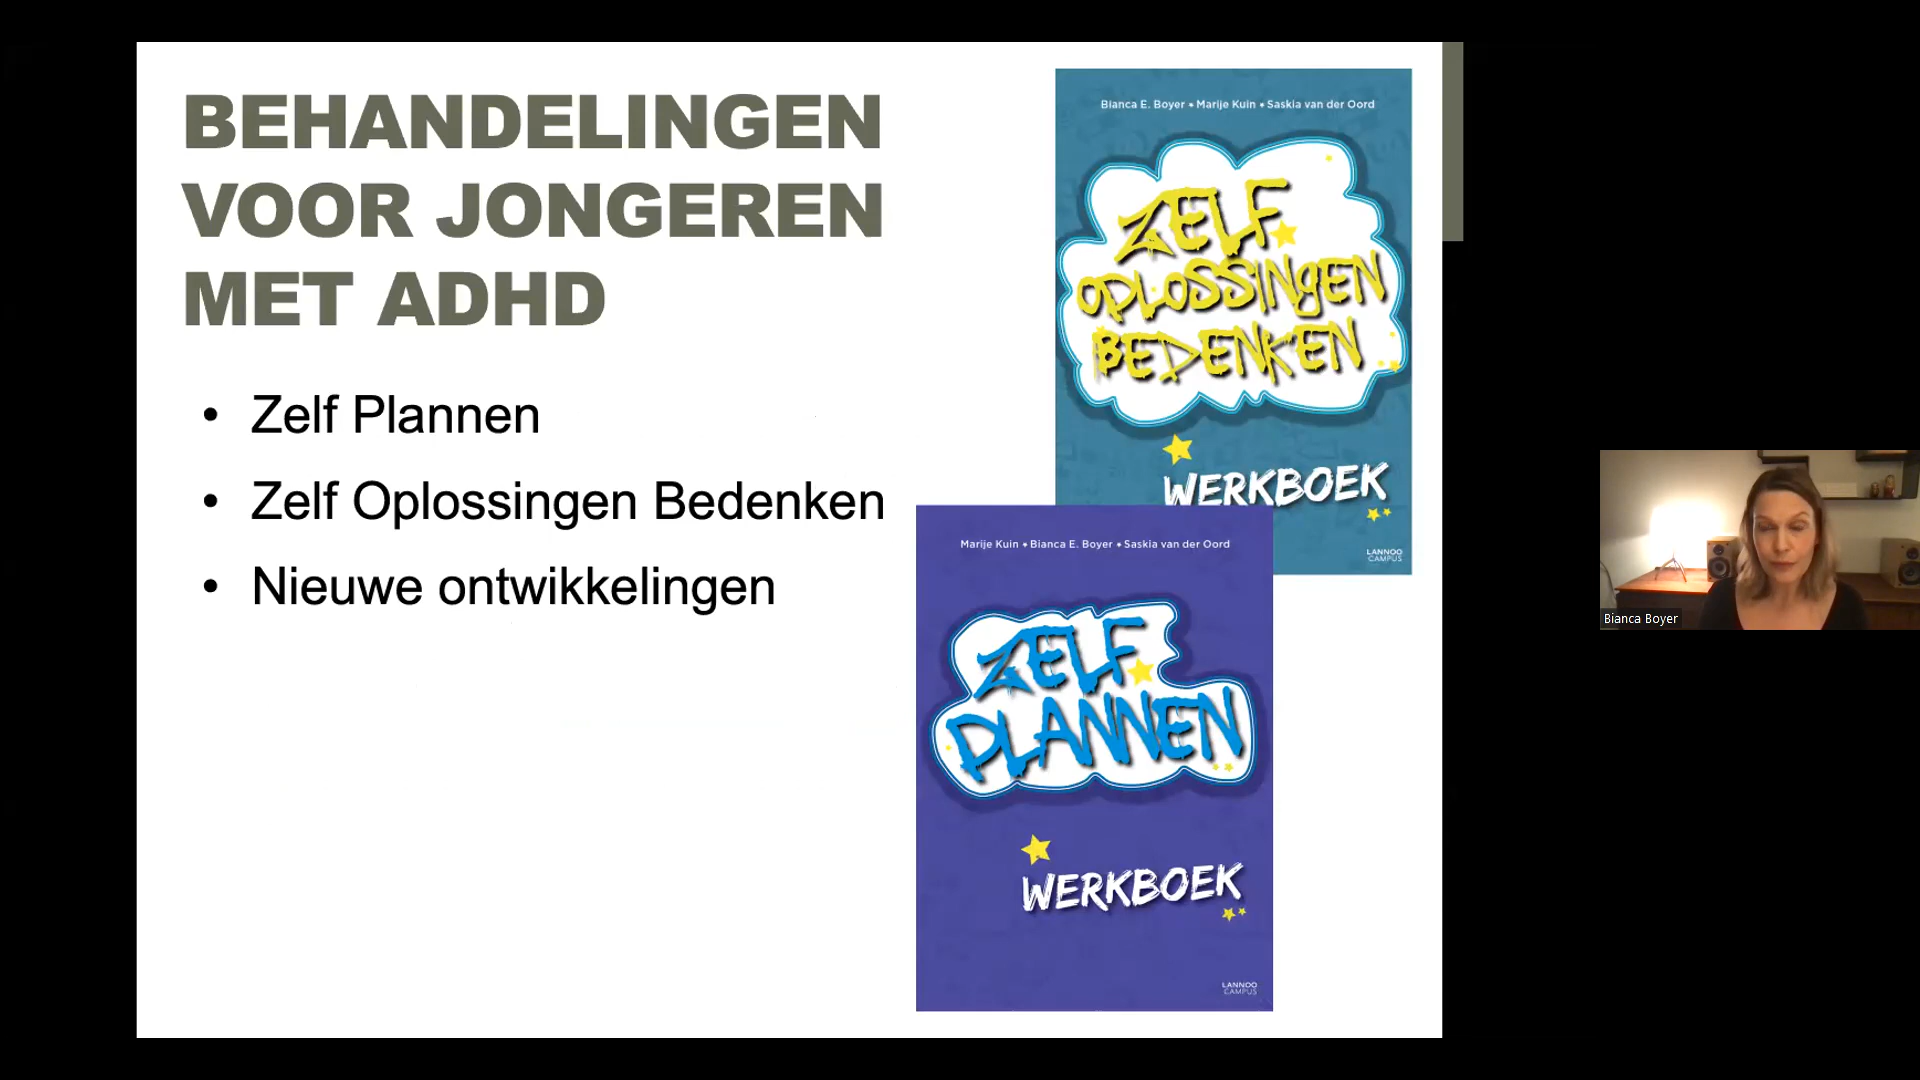 BEHANDELINGEN
VOOR JONGEREN
MET ADHD
• Zelf Plannen
• Zelf Oplossingen Bedenken
• Nieuwe ontwikkelingen
Bianca E. Boyer • Marije Kuin • Saskia van der Oord
ZELF
OPLOSSINGEN
BEDENKEN
WERKBOEK
LANNOO
CAMPUS
Marije Kuin • Bianca E. Boyer • Saskia van der Oord
ZELF
PLANNEN
WERKBOEK
LANNOO
CAMPUS
Bianca Boyer